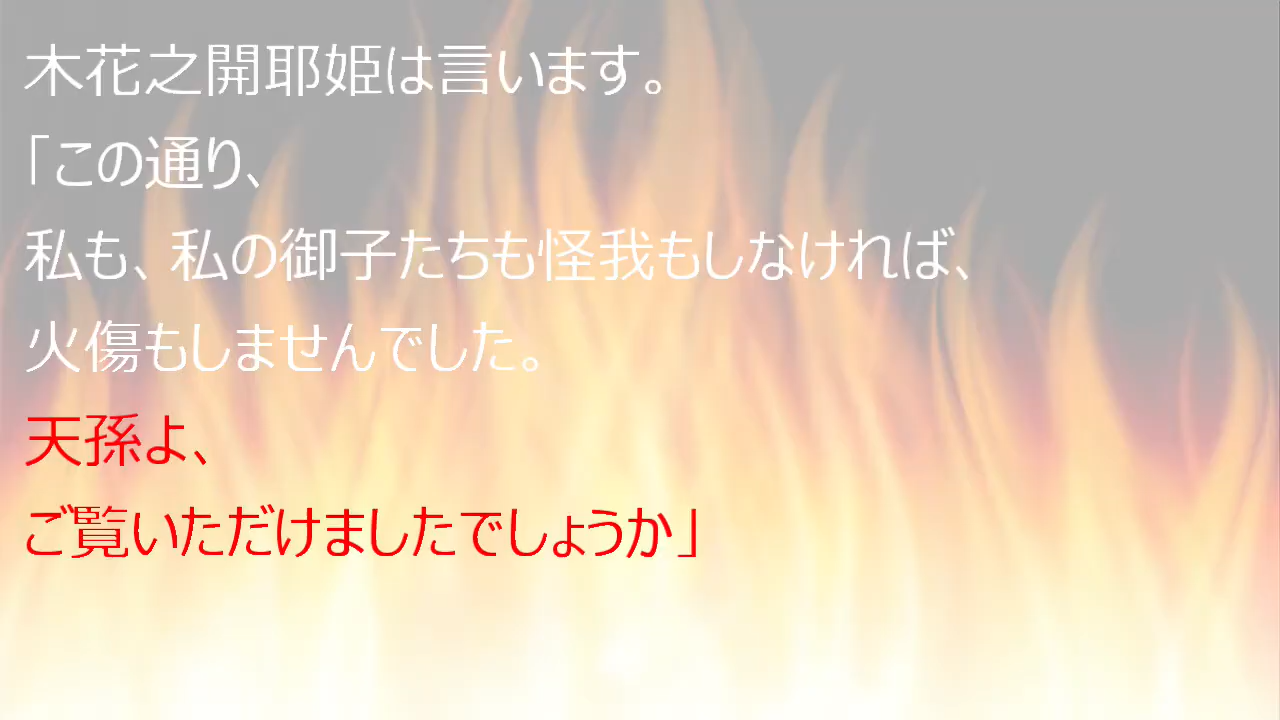 木花之開耶姫は言います。
「この通り、
私も、私の御子たちも怪我もしなければ、
火傷もしませんでした。
天孫よ、
ご覧いただけましたでしょうか」